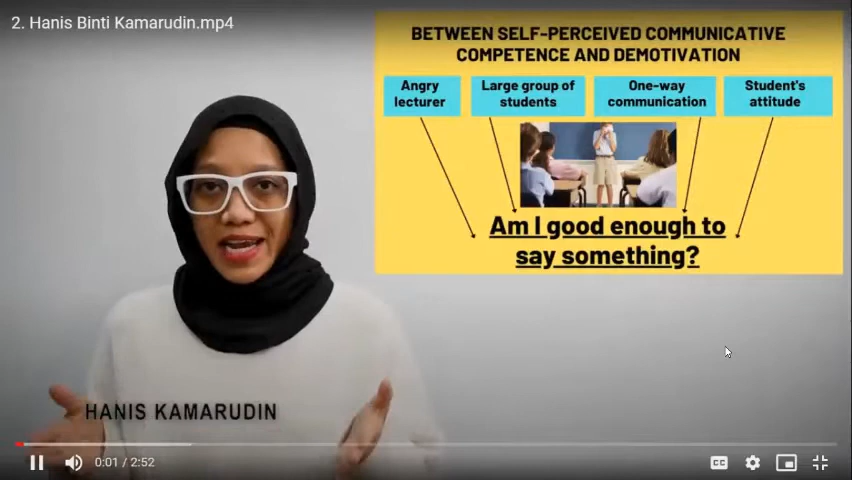 2. Hanis Binti Kamarudin.mp4
BETWEEN SELF-PERCEIVED COMMUNICATIVE
COMPETENCE AND DEMOTIVATION
Angry
lecturer
Large group of
students
One-way
communication
Student's
attitude
Am I good enough to
say something?
HANIS KAMARUDIN
0:01 / 2:52
CC